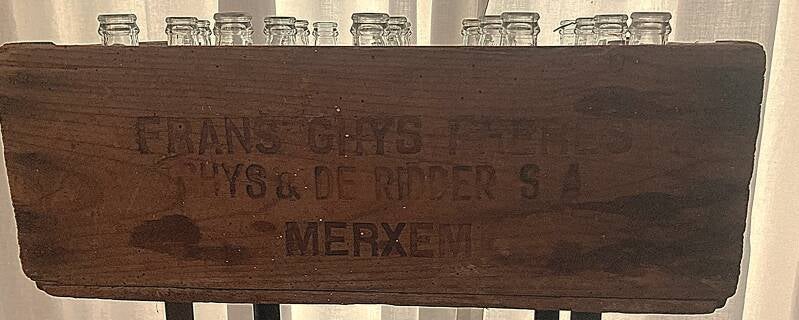 FRANS GHYS FRERES
GHYS & DE RIDDER S A
MERXEM